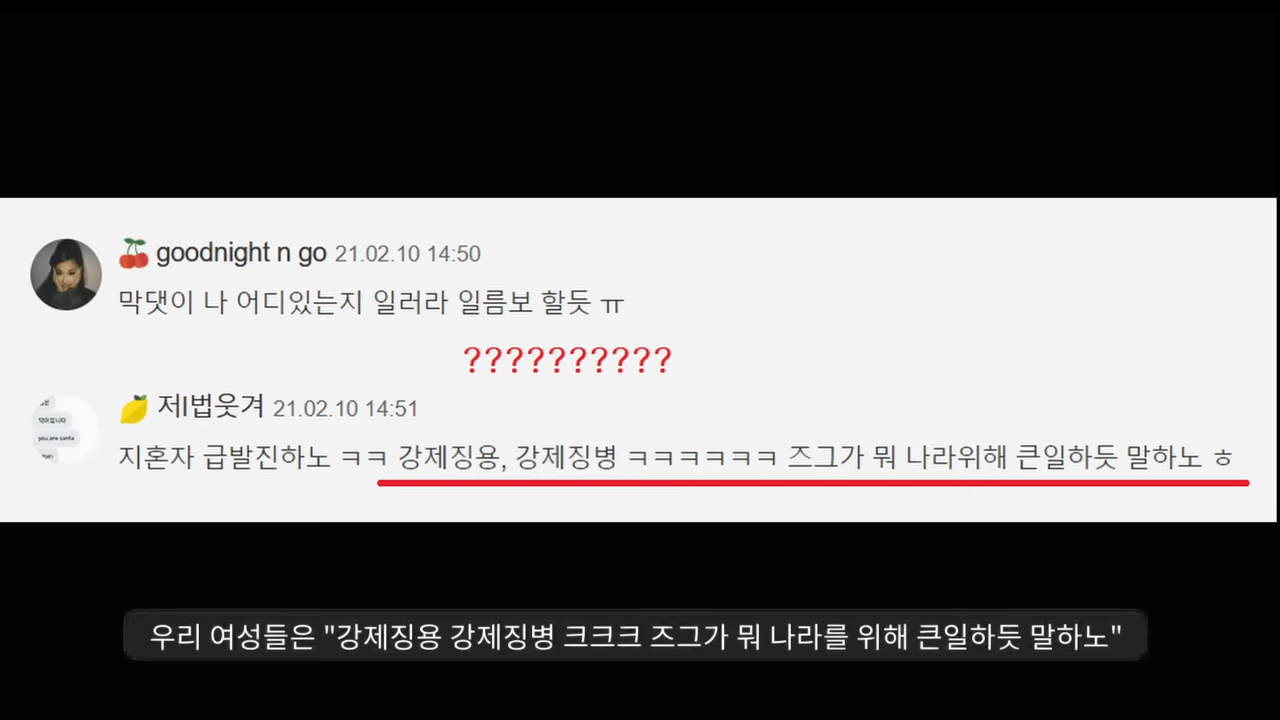 goodnight n go 21.02.10 14:50
막댓이 나 어디있는지 일러라 일름보 할듯 ㅠ
??????????
저I법웃겨 21.02.10 14:51
you are santa
지혼자 급발진하노 ㅋㅋ 강제징용, 강제징병 ㅋㅋㅋㅋㅋㅋ 즈그가 뭐 나라위해 큰일하듯 말하노 ㅎ
우리 여성들은 "강제징용 강제징병 크크크 즈그가 뭐 나라를 위해 큰일하듯 말하노"